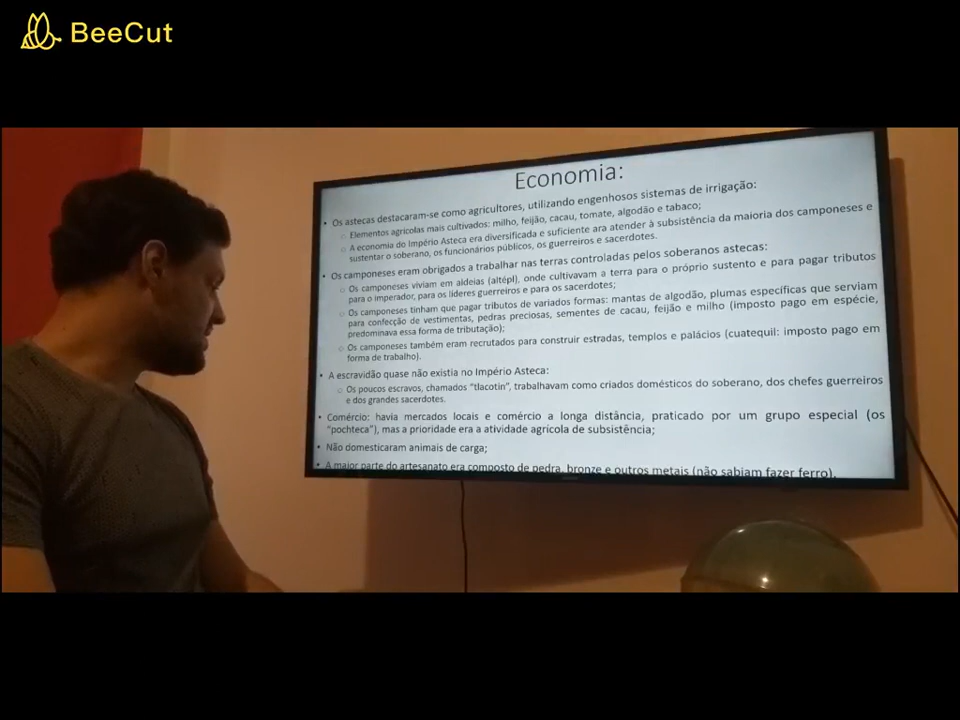 BeeCut
Economia:
• Os astecas destacaram-se como agricultores, utilizando engenhosos sistemas de irrigação:
○ Elementos agrícolas mais cultivados: milho, feijão, cacau, tomate, algodão e tabaco;
○ A economia do Império Asteca era diversificada e suficiente ara atender à subsistência da maioria dos camponeses e
sustentar o soberano, os funcionários públicos, os guerreiros e sacerdotes.
• Os camponeses eram obrigados a trabalhar nas terras controladas pelos soberanos astecas:
○ Os camponeses viviam em aldeias (altépl), onde cultivavam a terra para o próprio sustento e para pagar tributos
para o imperador, para os líderes guerreiros e para os sacerdotes;
○ Os camponeses tinham que pagar tributos de variados formas: mantas de algodão, plumas específicas que serviam
para confecção de vestimentas, pedras preciosas, sementes de cacau, feijão e milho (imposto pago em espécie,
predominava essa forma de tributação);
○ Os camponeses também eram recrutados para construir estradas, templos e palácios (cuatequil: imposto pago em
forma de trabalho).
• A escravidão quase não existia no Império Asteca:
○ Os poucos escravos, chamados "tlacotin", trabalhavam como criados domésticos do soberano, dos chefes guerreiros
e dos grandes sacerdotes.
• Comércio: havia mercados locais e comércio a longa distância, praticado por um grupo especial (os
"pochteca"), mas a prioridade era a atividade agrícola de subsistência;
• Não domesticaram animais de carga;
• A maior parte do artesanato era composto de pedra, bronze e outros metais (não sabiam fazer ferro).